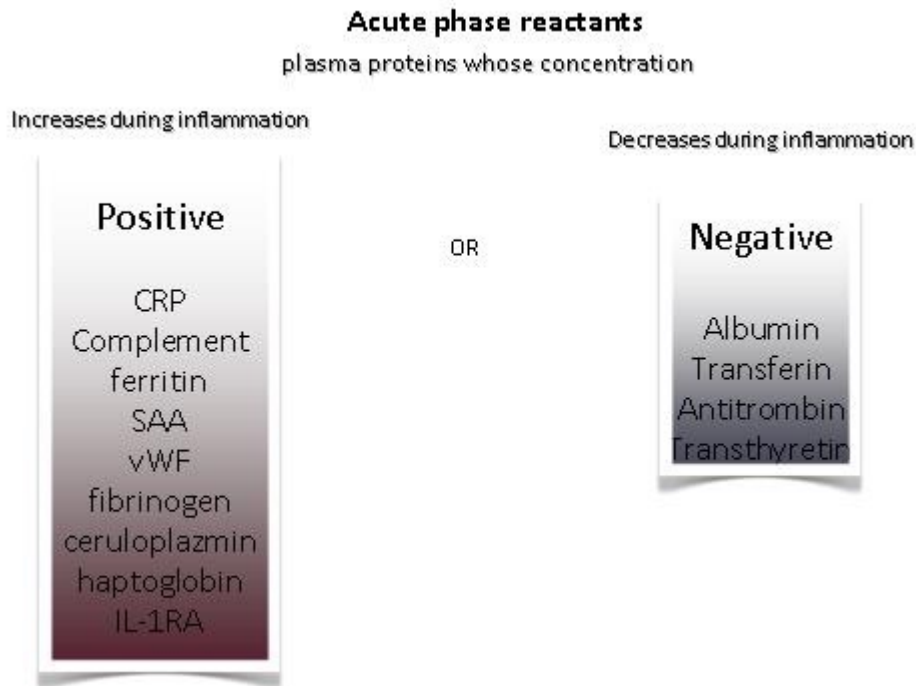 Acute phase reactants
plasma proteins whose concentration
Increases during inflammation
Positive
CRP
Complement
ferritin
SAA
vWF
fibrinogen
ceruloplazmin
haptoglobin
IL-1RA
OR
Decreases during inflammation
Negative
Albumin
Transferin
Antitrombin
Transthyretin